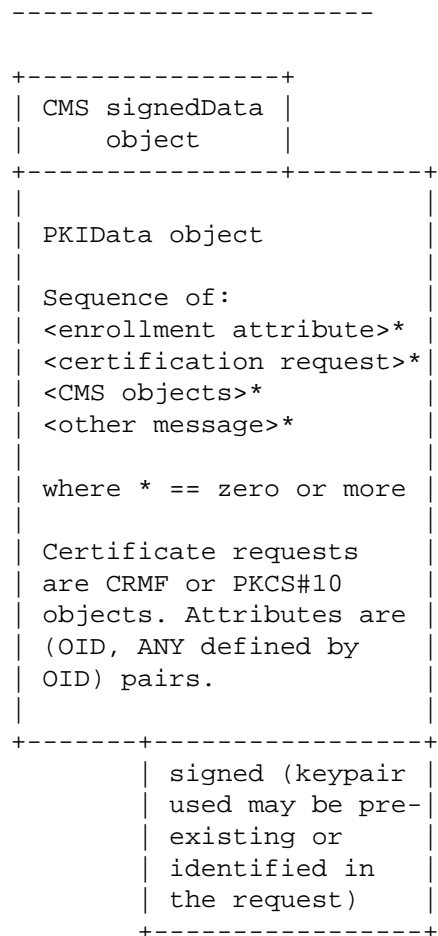 -----------------------
+----------------+
| CMS signedData |
|     object     |
+----------------+--------+
|                         |
| PKIData object          |
|                         |
| Sequence of:            |
| <enrollment attribute>* |
| <certification request>*|
| <CMS objects>*          |
| <other message>*        |
|                         |
| where * == zero or more |
|                         |
| Certificate requests    |
| are CRMF or PKCS#10     |
| objects. Attributes are |
| (OID, ANY defined by    |
| OID) pairs.             |
|                         |
+-------+-----------------+
        | signed (keypair |
        | used may be pre-|
        | existing or     |
        | identified in   |
        | the request)    |
        +-----------------+